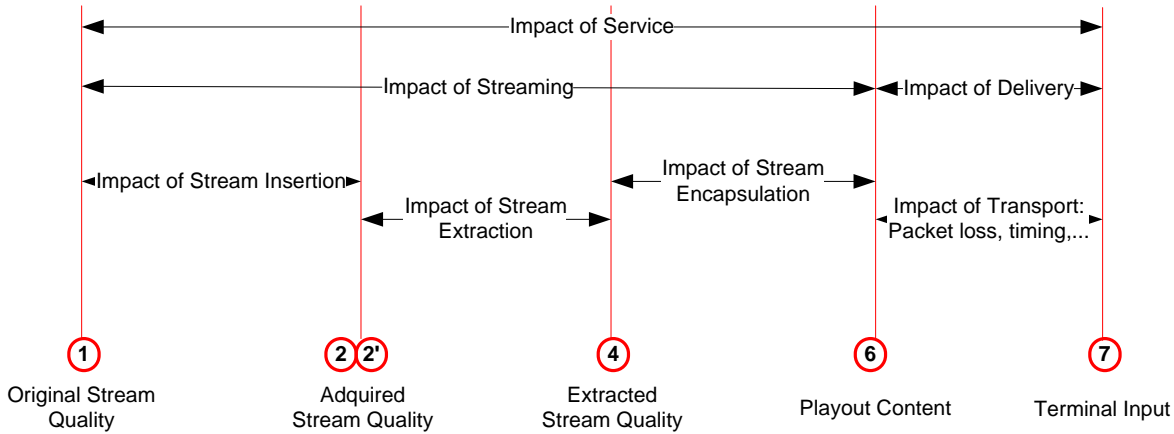 Impact of Service
Impact of Streaming
Impact of Delivery
Impact of Stream Insertion
Impact of Stream
Encapsulation
Impact of Stream
Extraction
Impact of Transport:
Packet loss, timing,...
1
2
2'
4
6
7
Original Stream
Quality
Adquired
Stream Quality
Extracted
Stream Quality
Playout Content
Terminal Input